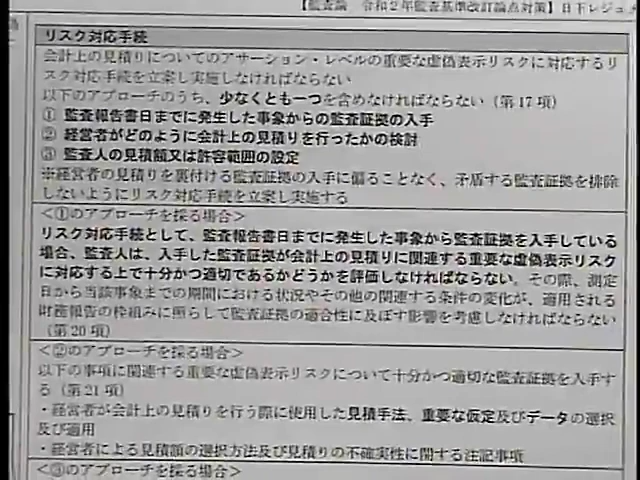 【監査論 令和2年監査基準改訂論点対策】日下レジュメ
リスク対応手続
会計上の見積りについてのアサーション・レベルの重要な虚偽表示リスクに対応するリ
スク対応手続を立案し実施しなければならない
以下のアプローチのうち、少なくとも一つを含めなければならない（第17項）
① 監査報告書日までに発生した事象からの監査証拠の入手
② 経営者がどのように会計上の見積りを行ったかの検討
③ 監査人の見積額又は許容範囲の設定
※経営者の見積りを裏付ける監査証拠の入手に偏ることなく、矛盾する監査証拠を排除
しないようにリスク対応手続を立案し実施する
＜①のアプローチを採る場合＞
リスク対応手続として、監査報告書日までに発生した事象から監査証拠を入手している
場合、監査人は、入手した監査証拠が会計上の見積りに関連する重要な虚偽表示リスク
に対応する上で十分かつ適切であるかどうかを評価しなければならない。その際、測定
日から当該事象までの期間における状況やその他の関連する条件の変化が、適用される
財務報告の枠組みに照らして監査証拠の適合性に及ぼす影響を考慮しなければならない
（第20項）
＜②のアプローチを採る場合＞
以下の事項に関連する重要な虚偽表示リスクについて十分かつ適切な監査証拠を入手す
る（第21項）
・経営者が会計上の見積りを行う際に使用した見積手法、重要な仮定及びデータの選択
及び適用
・経営者による見積額の選択方法及び見積りの不確実性に関する注記事項
＜③のアプローチを採る場合＞